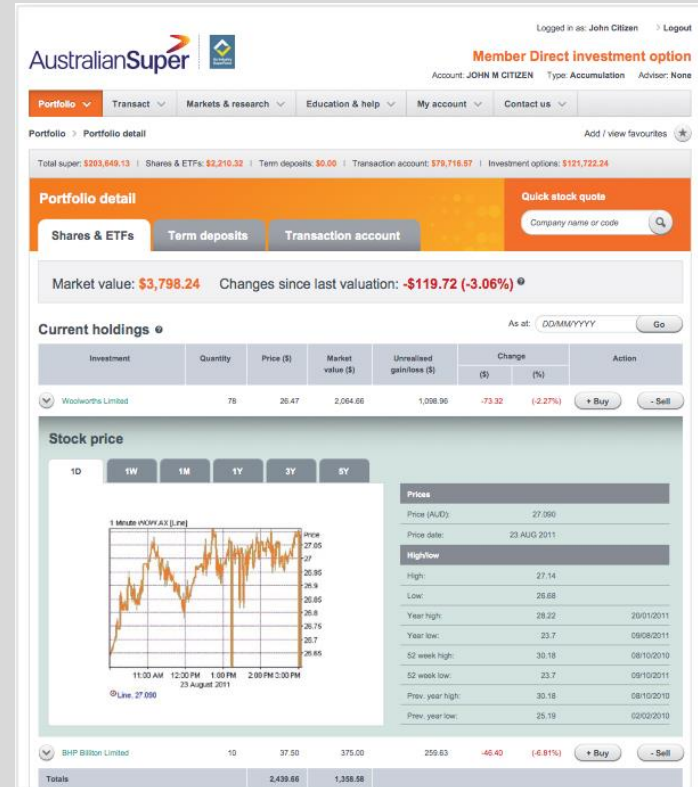 Logged in as: John Citizen > Logout
AustralianSuper
Member Direct investment option
Account: JOHN M CITIZEN Type: Accumulation Adviser: None
Portfolio Transact Markets & research Education & help My account Contact us
Portfolio > Portfolio detail Add / view favourites
Total super: $203,649.13 | Shares & ETFs: $2,210.32 | Term deposits: $0.00 | Transaction account: $79,716.57 | Investment options: $121,722.24
Portfolio detail Quick stock quote
Company name or code
Shares & ETFs Term deposits Transaction account
Market value: $3,798.24 Changes since last valuation: -$119.72 (-3.06%)
Current holdings As at: DD/MM/YYYY Go
Investment Quantity Price ($) Market value ($) Unrealised gain/loss ($) Change ($) (%) Action
Woolworths Limited 78 26.47 2,064.66 1,098.96 -73.32 (-2.27%) + Buy - Sell
Stock price
1D 1W 1M 1Y 3Y 5Y
1 Minute WOW.AX [Line]
Price
27.05
27
26.95
26.9
26.85
26.8
26.75
26.7
26.65
11:00 AM 12:00 PM 1:00 PM 2:00 PM 3:00 PM
23 August 2011
Line, 27.090
Prices
Price (AUD): 27.090
Price date: 23 AUG 2011
High/low
High: 27.14
Low: 26.68
Year high: 28.22 20/01/2011
Year low: 23.7 09/08/2011
52 week high: 30.18 08/10/2010
52 week low: 23.7 09/10/2011
Prev. year high: 30.18 08/10/2010
Prev. year low: 25.19 02/02/2010
BHP Billiton Limited 10 37.50 375.00 259.63 -46.40 (-6.91%) + Buy - Sell
Totals 2,439.66 1,358.58